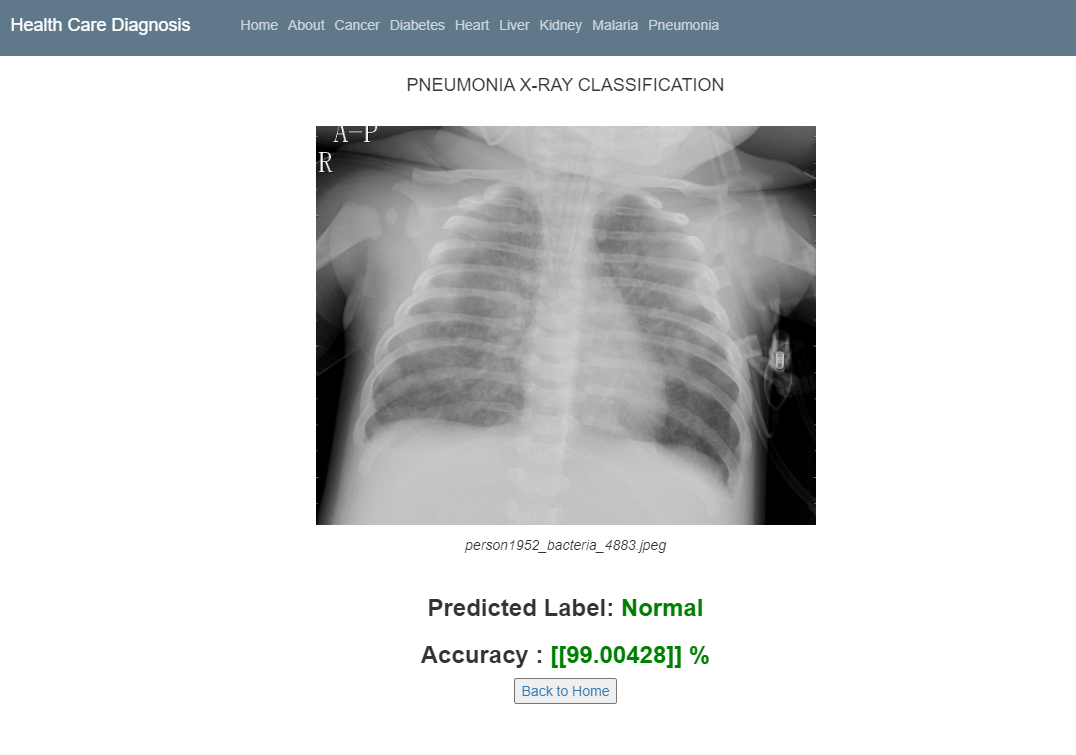 Health Care Diagnosis Home About Cancer Diabetes Heart Liver Kidney Malaria Pneumonia
PNEUMONIA X-RAY CLASSIFICATION
A-P
R
person1952_bacteria_4883.jpeg
Predicted Label: Normal
Accuracy : [[99.00428]] %
Back to Home